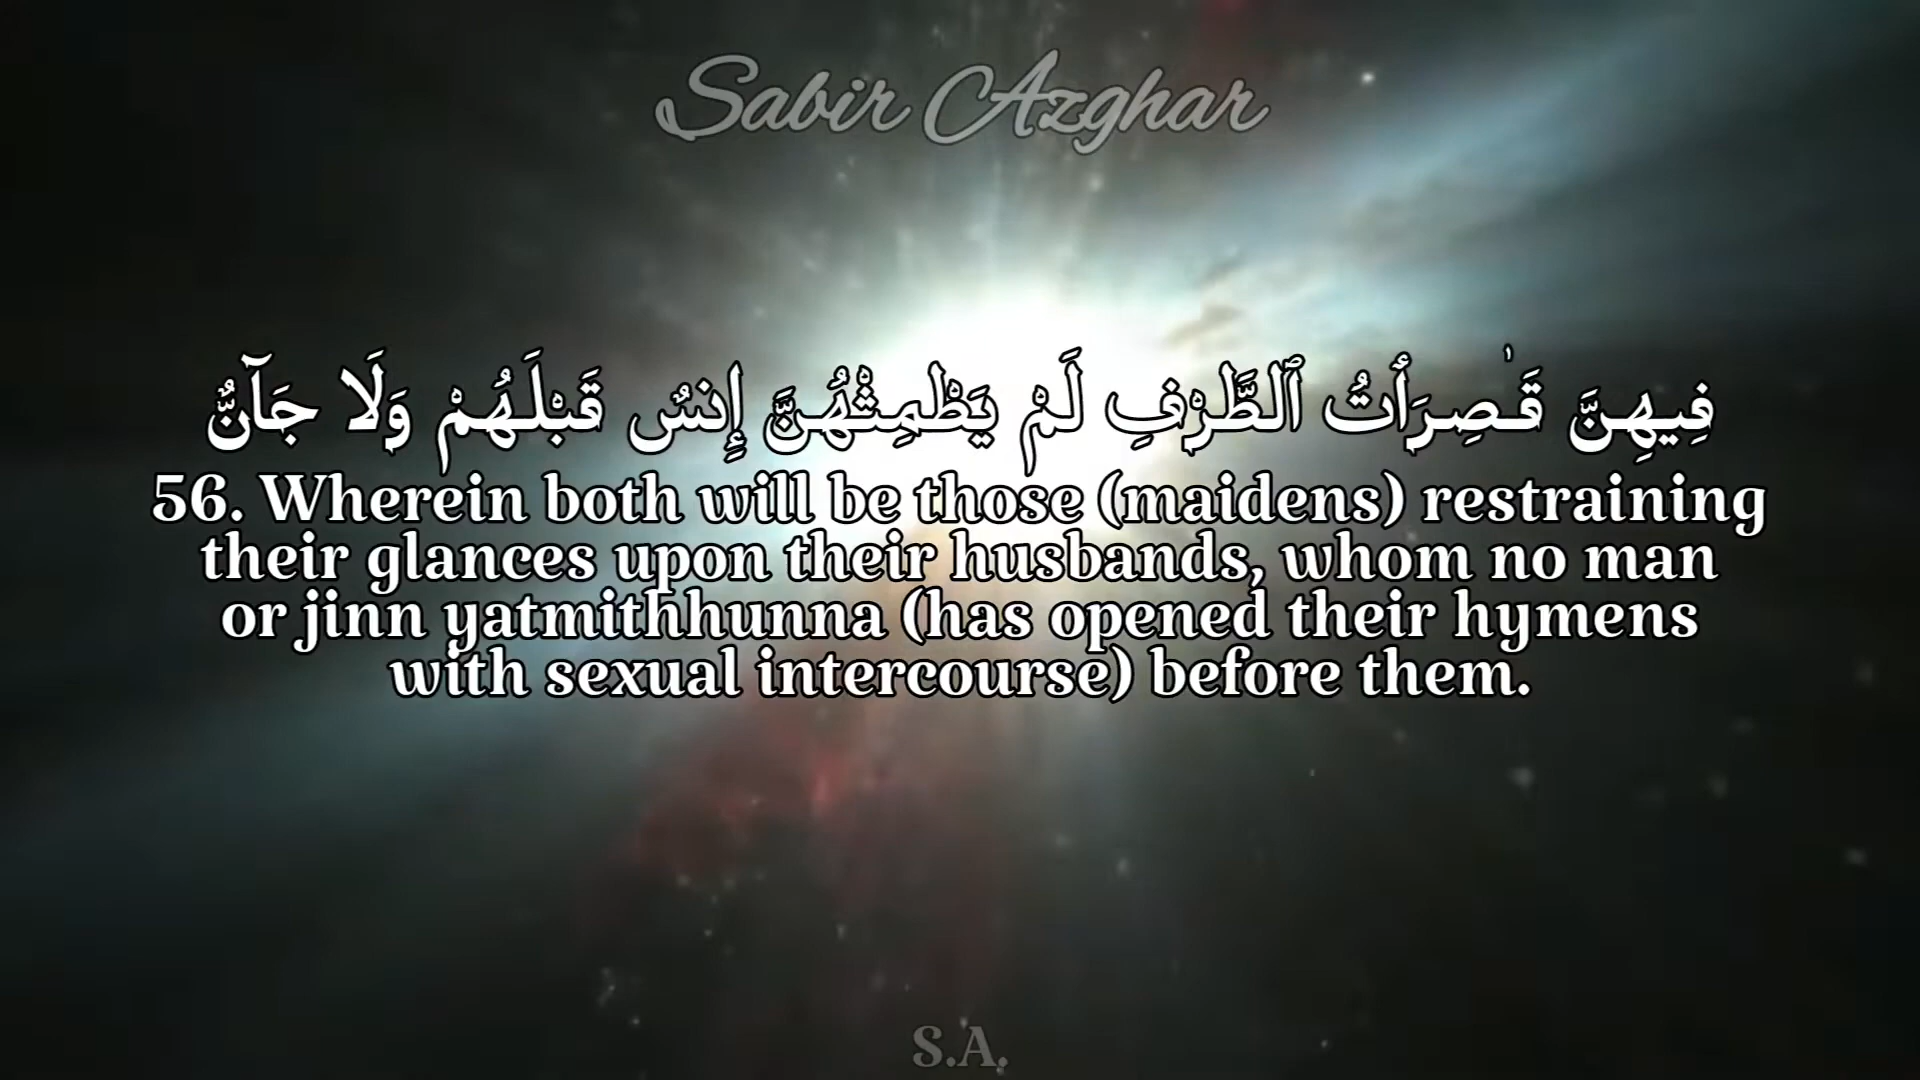 Sabir Azghar
فِيهِنَّ قَـٰصِرَٰتُ ٱلطَّرْفِ لَمْ يَطْمِثْهُنَّ إِنسٌ قَبْلَهُمْ وَلَا جَآنٌّ
56. Wherein both will be those (maidens) restraining
their glances upon their husbands, whom no man
or jinn yatmithhunna (has opened their hymens
with sexual intercourse) before them.
S.A.